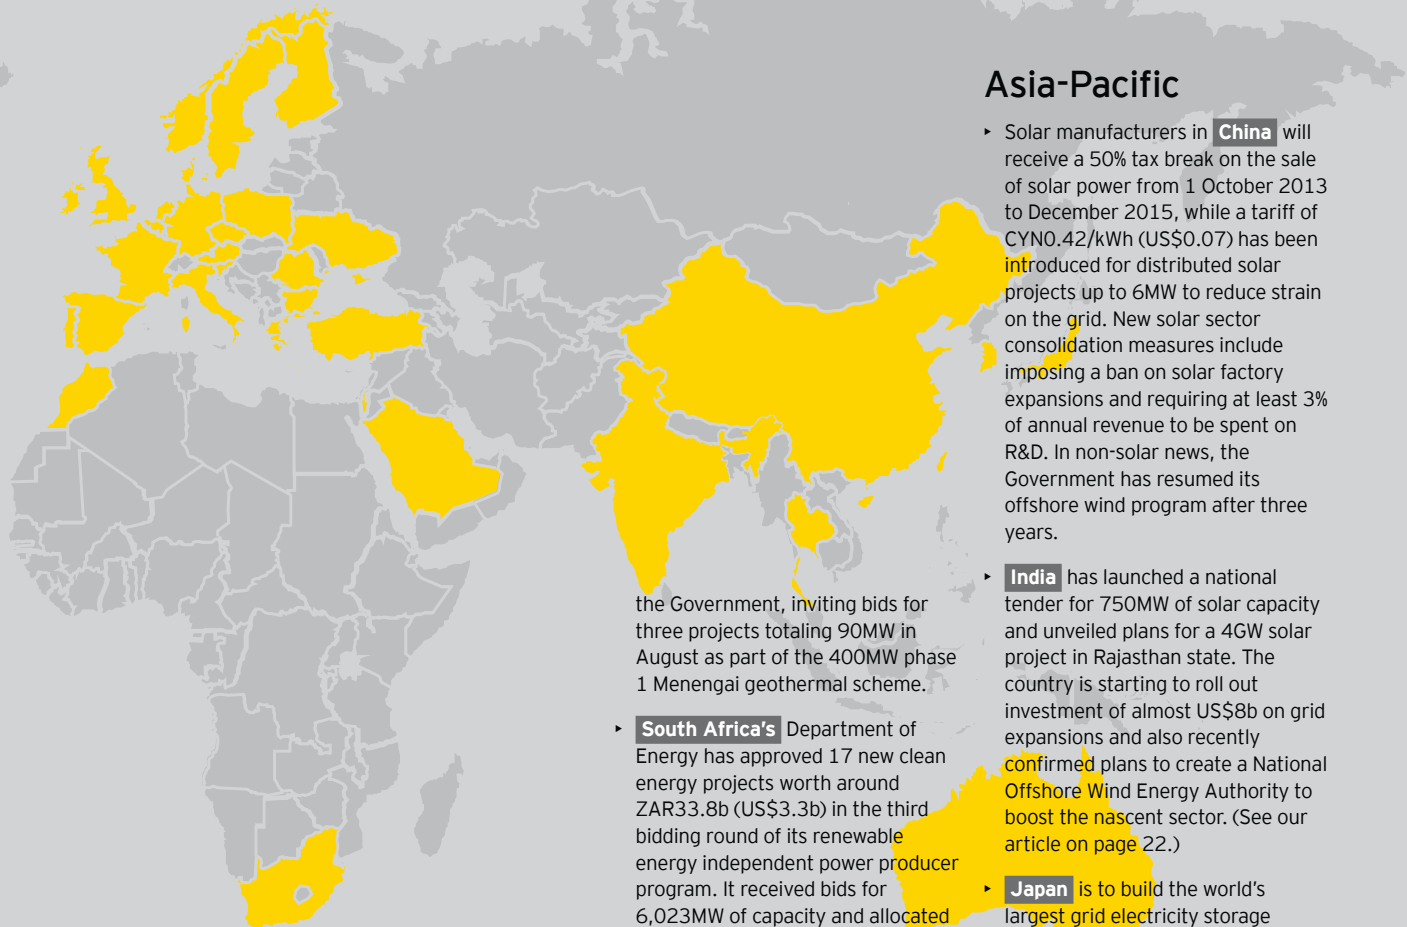 the Government, inviting bids for
three projects totaling 90MW in
August as part of the 400MW phase
1 Menengai geothermal scheme.
‣ South Africa's Department of
Energy has approved 17 new clean
energy projects worth around
ZAR33.8b (US$3.3b) in the third
bidding round of its renewable
energy independent power producer
program. It received bids for
6,023MW of capacity and allocated
Asia-Pacific
‣ Solar manufacturers in China will
receive a 50% tax break on the sale
of solar power from 1 October 2013
to December 2015, while a tariff of
CYN0.42/kWh (US$0.07) has been
introduced for distributed solar
projects up to 6MW to reduce strain
on the grid. New solar sector
consolidation measures include
imposing a ban on solar factory
expansions and requiring at least 3%
of annual revenue to be spent on
R&D. In non-solar news, the
Government has resumed its
offshore wind program after three
years.
‣ India has launched a national
tender for 750MW of solar capacity
and unveiled plans for a 4GW solar
project in Rajasthan state. The
country is starting to roll out
investment of almost US$8b on grid
expansions and also recently
confirmed plans to create a National
Offshore Wind Energy Authority to
boost the nascent sector. (See our
article on page 22.)
‣ Japan is to build the world's
largest grid electricity storage